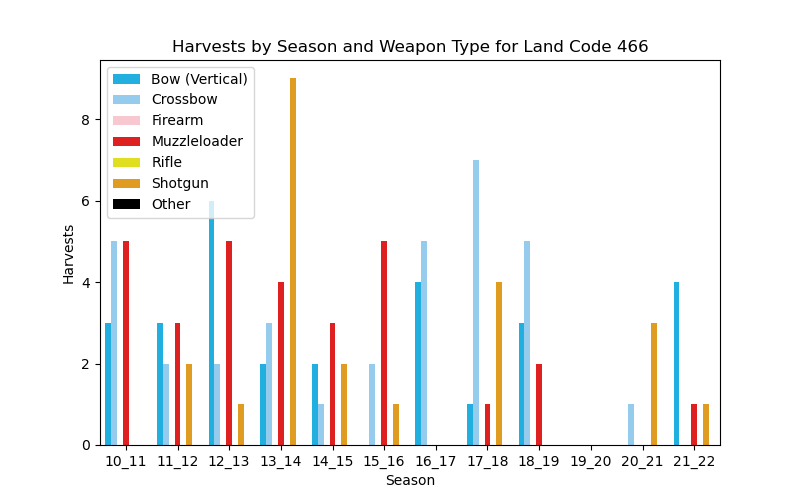 Harvests by Season and Weapon Type for Land Code 466
Bow (Vertical)
Crossbow
Firearm
Muzzleloader
Rifle
Shotgun
Other
8
6
4
2
0
Harvests
10_11 11_12 12_13 13_14 14_15 15_16 16_17 17_18 18_19 19_20 20_21 21_22
Season